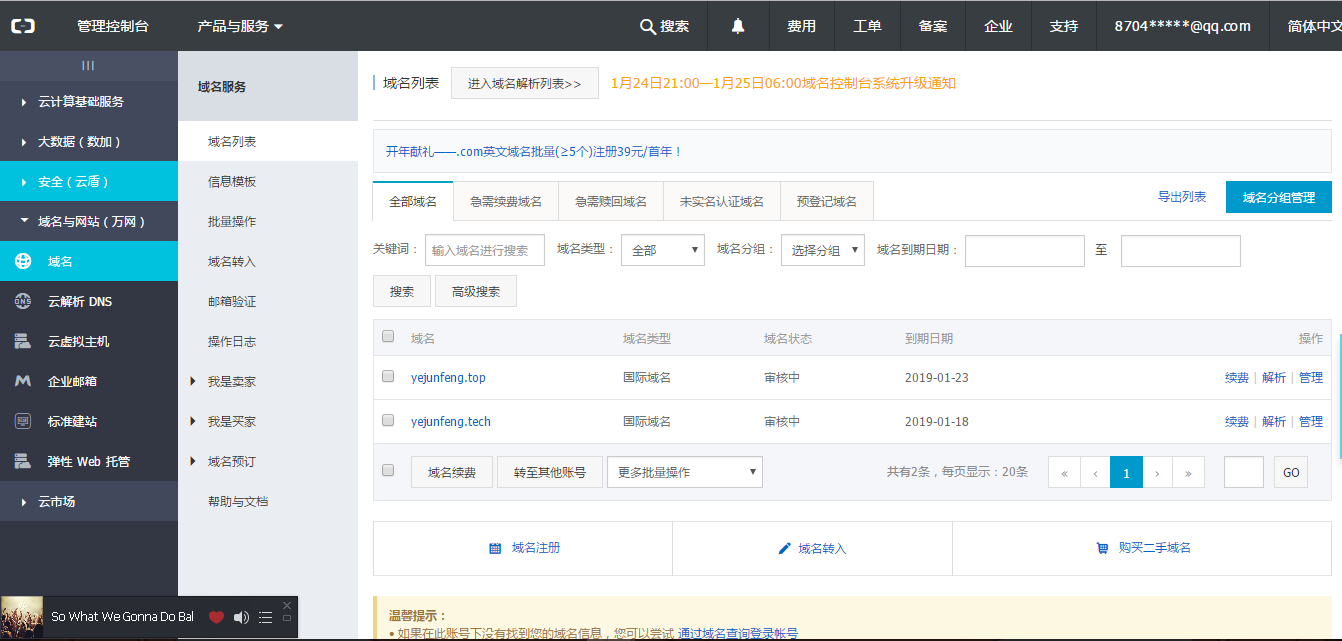 管理控制台 产品与服务 搜索 费用 工单 备案 企业 支持 8704*****@qq.com 简体中文
云计算基础服务
大数据（数加）
安全（云盾）
域名与网站（万网）
域名
云解析 DNS
云虚拟主机
企业邮箱
标准建站
弹性 Web 托管
云市场
域名服务
域名列表
信息模板
批量操作
域名转入
邮箱验证
操作日志
我是卖家
我是买家
域名预订
帮助与文档
域名列表 进入域名解析列表>> 1月24日21:00—1月25日06:00域名控制台系统升级通知
开年献礼——.com英文域名批量(≥5个)注册39元/首年！
全部域名 急需续费域名 急需赎回域名 未实名认证域名 预登记域名 导出列表 域名分组管理
关键词： 输入域名进行搜索 域名类型： 全部 域名分组： 选择分组 域名到期日期： 至
搜索 高级搜索
域名 域名类型 域名状态 到期日期 操作
yejunfeng.top 国际域名 审核中 2019-01-23 续费 | 解析 | 管理
yejunfeng.tech 国际域名 审核中 2019-01-18 续费 | 解析 | 管理
域名续费 转至其他账号 更多批量操作 共有2条，每页显示：20条 « ‹ 1 › » GO
域名注册 域名转入 购买二手域名
温馨提示：
• 如果在此账号下没有找到您的域名信息，您可以尝试 通过域名查询登录帐号
So What We Gonna Do Bal